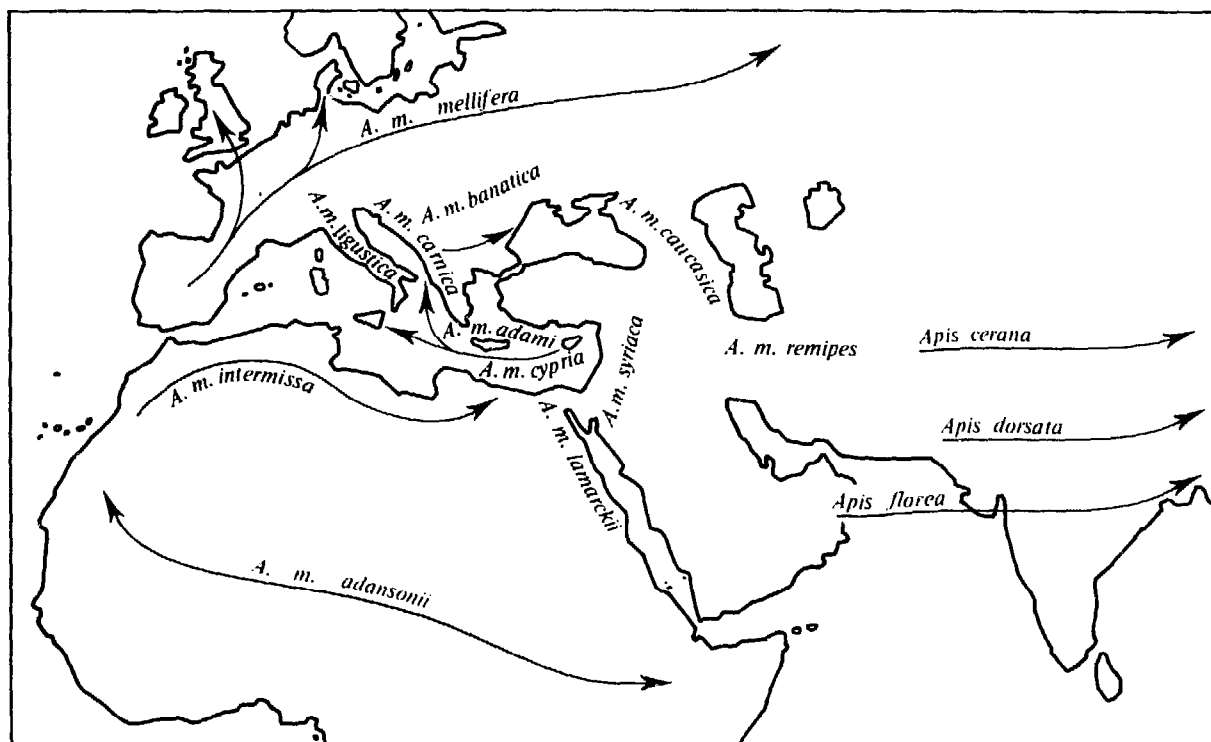 A. m. mellifera
A. m. banatica
A. m. carnica
A. m. ligustica
A. m. caucasica
A. m. adami
A. m. cypria
A. m. syriaca
A. m. remipes
Apis cerana
A. m. intermissa
A. m. lamarckii
Apis dorsata
Apis florea
A. m. adansonii